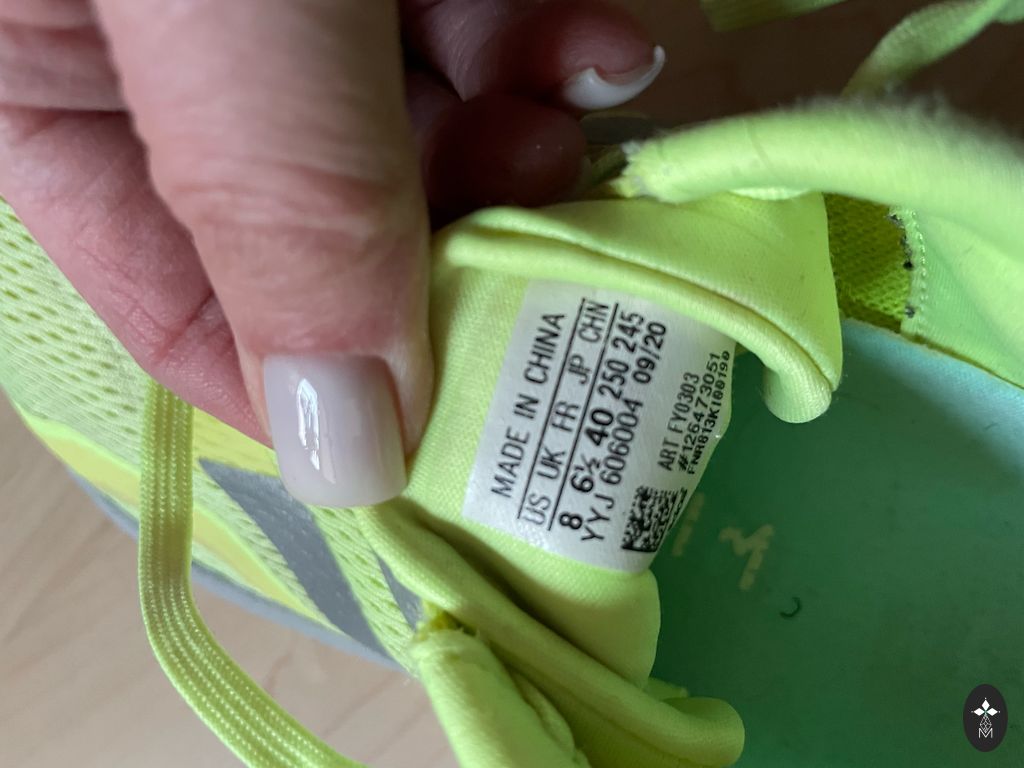 MADE IN CHINA
US UK FR JP CHN
8 6½ 40 250 245
YYJ 606004 09/20
ART FY0303
#1264473051
FNR813K100190
M